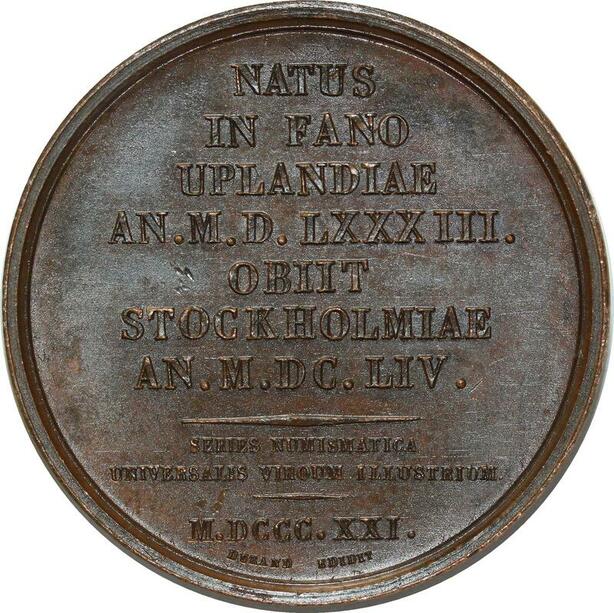 NATUS
IN FANO
UPLANDIAE
AN.M.D.LXXXIII.
OBIIT
STOCKHOLMIAE
AN.M.DC.LIV.
SERIES NUMISMATICA
UNIVERSALIS VIROUM ILLUSTRIUM.
M.DCCC.XXI.
DURAND EDIDIT